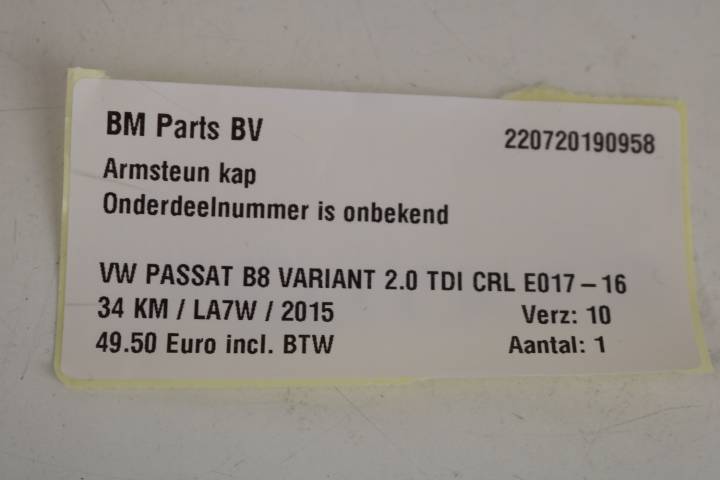 BM Parts BV 220720190958
Armsteun kap
Onderdeelnummer is onbekend
VW PASSAT B8 VARIANT 2.0 TDI CRL E017-16
34 KM / LA7W / 2015 Verz: 10
49.50 Euro incl. BTW Aantal: 1